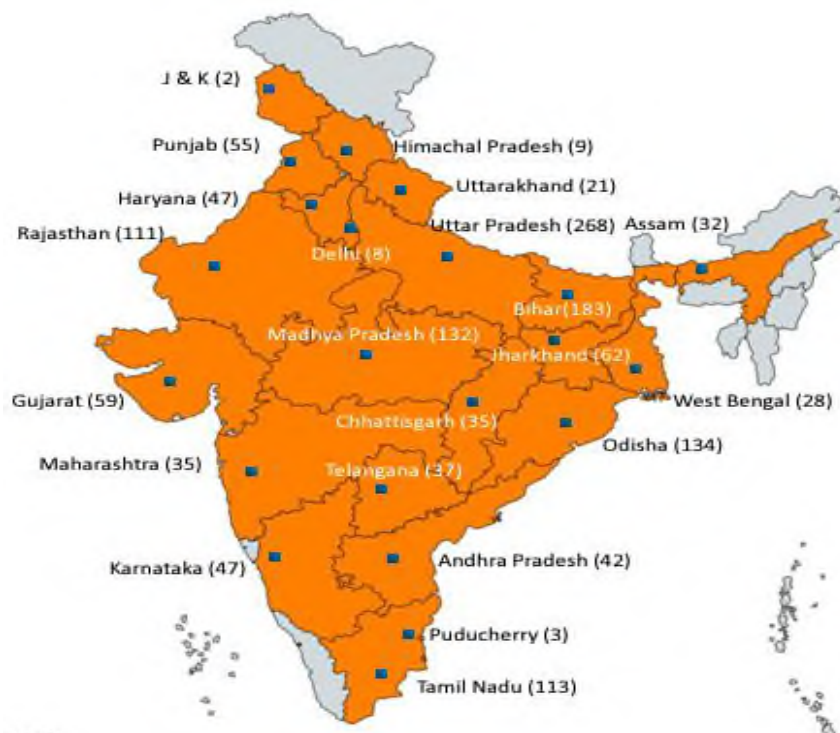 J & K (2)
Punjab (55)
Himachal Pradesh (9)
Haryana (47)
Uttarakhand (21)
Rajasthan (111)
Uttar Pradesh (268)
Assam (32)
Delhi (8)
Bihar(183)
Madhya Pradesh (132)
Jharkhand (62)
Gujarat (59)
Chhattisgarh (35)
West Bengal (28)
Odisha (134)
Maharashtra (35)
Telangana (37)
Karnataka (47)
Andhra Pradesh (42)
Puducherry (3)
Tamil Nadu (113)